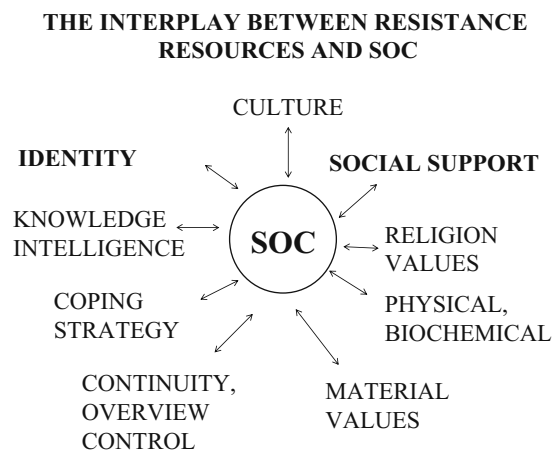 THE INTERPLAY BETWEEN RESISTANCE
RESOURCES AND SOC
CULTURE
IDENTITY
SOCIAL SUPPORT
KNOWLEDGE
INTELLIGENCE
SOC
RELIGION
VALUES
COPING
STRATEGY
PHYSICAL,
BIOCHEMICAL
CONTINUITY,
OVERVIEW
CONTROL
MATERIAL
VALUES